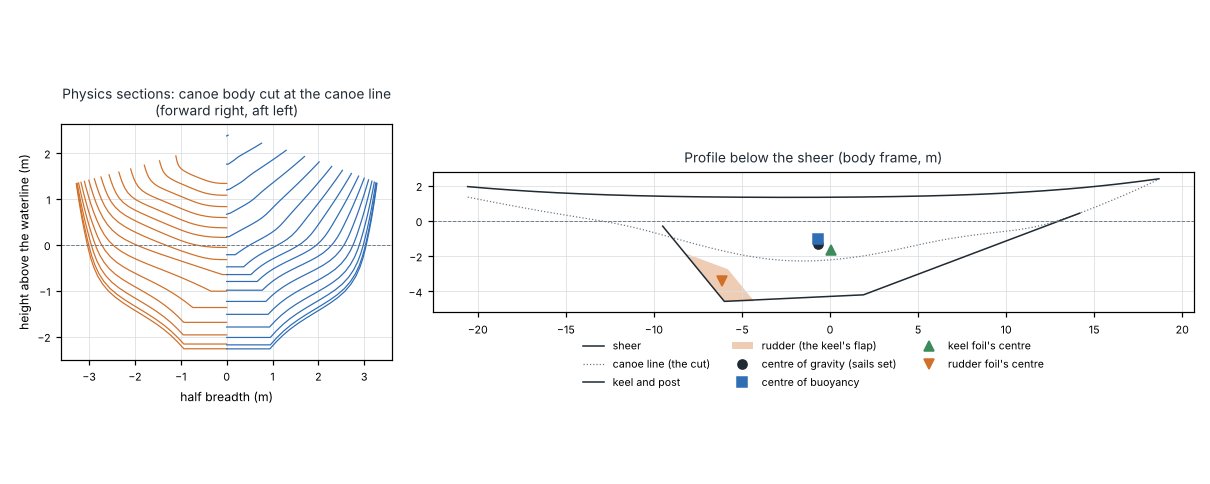 Physics sections: canoe body cut at the canoe line
(forward right, aft left)
height above the waterline (m)
2
1
0
−1
−2
−3
−2
−1
0
1
2
3
half breadth (m)
Profile below the sheer (body frame, m)
2
0
−2
−4
−20
−15
−10
−5
0
5
10
15
20
sheer
canoe line (the cut)
keel and post
rudder (the keel's flap)
centre of gravity (sails set)
centre of buoyancy
keel foil's centre
rudder foil's centre